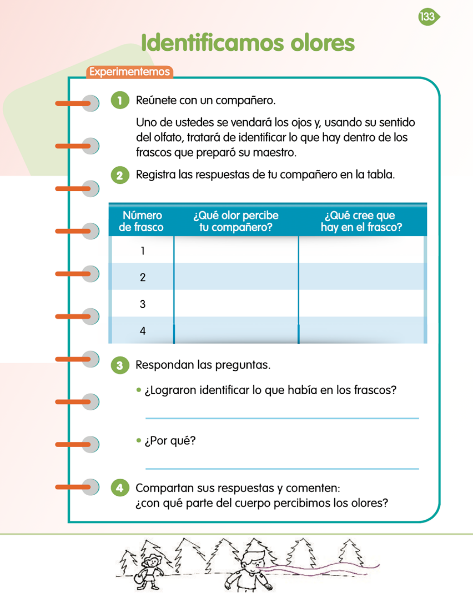 133
Identificamos olores
Experimentemos
1 Reúnete con un compañero.
Uno de ustedes se vendará los ojos y, usando su sentido
del olfato, tratará de identificar lo que hay dentro de los
frascos que preparó su maestro.
2 Registra las respuestas de tu compañero en la tabla.
Número de frasco
¿Qué olor percibe tu compañero?
¿Qué cree que hay en el frasco?
1
2
3
4
3 Respondan las preguntas.
• ¿Lograron identificar lo que había en los frascos?
• ¿Por qué?
4 Compartan sus respuestas y comenten:
¿con qué parte del cuerpo percibimos los olores?